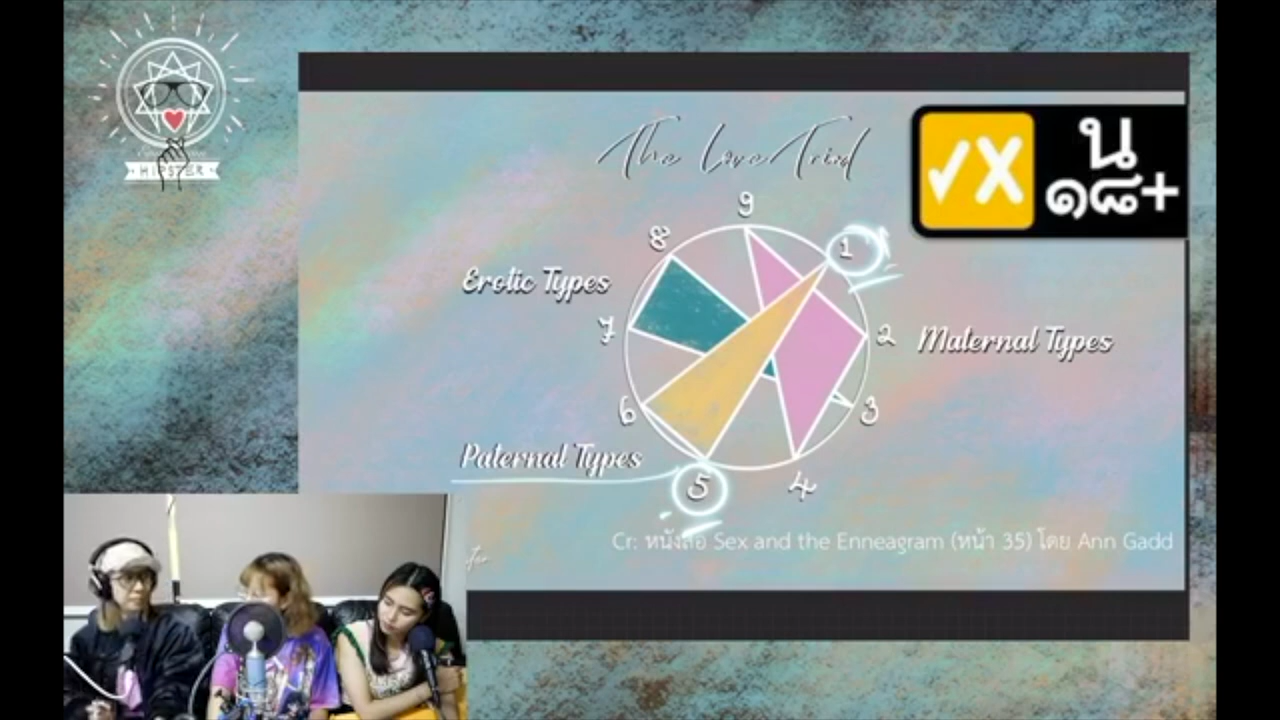 HIPSTER
The Love Triad
√X
น
๑๘+
9
8
1
Erotic Types
7
2
Maternal Types
6
3
Paternal Types
5
4
Cr: หนังสือ Sex and the Enneagram (หน้า 35) โดย Ann Gadd